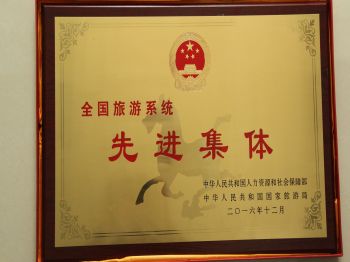 全国旅游系统
先进集体
中华人民共和国人力资源和社会保障部
中华人民共和国国家旅游局
二〇一六年十二月